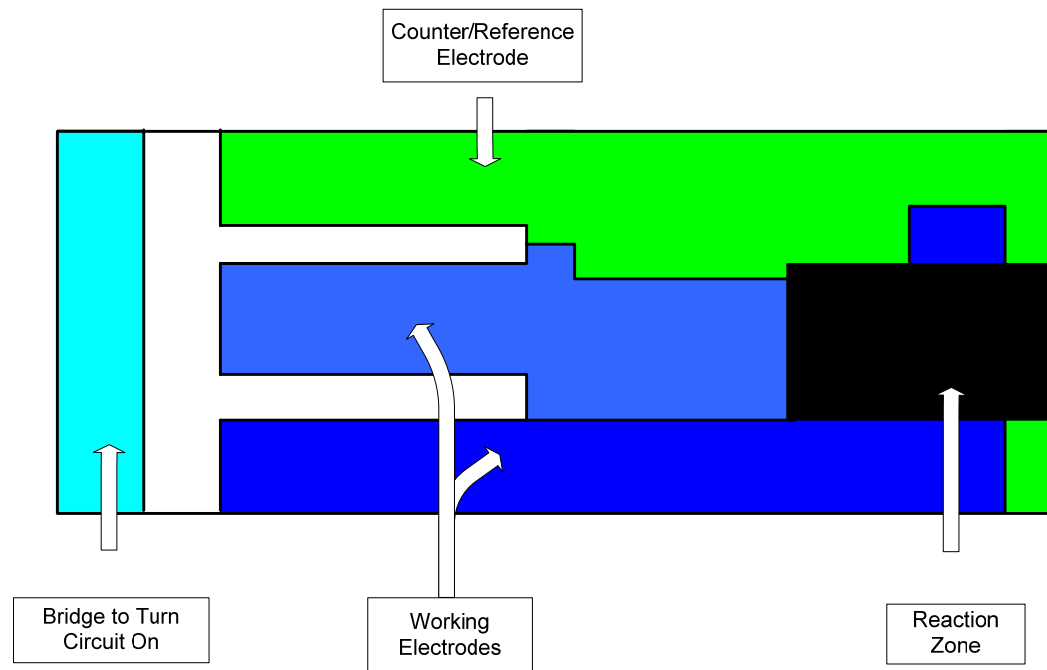 Counter/Reference
Electrode
Bridge to Turn
Circuit On
Working
Electrodes
Reaction
Zone